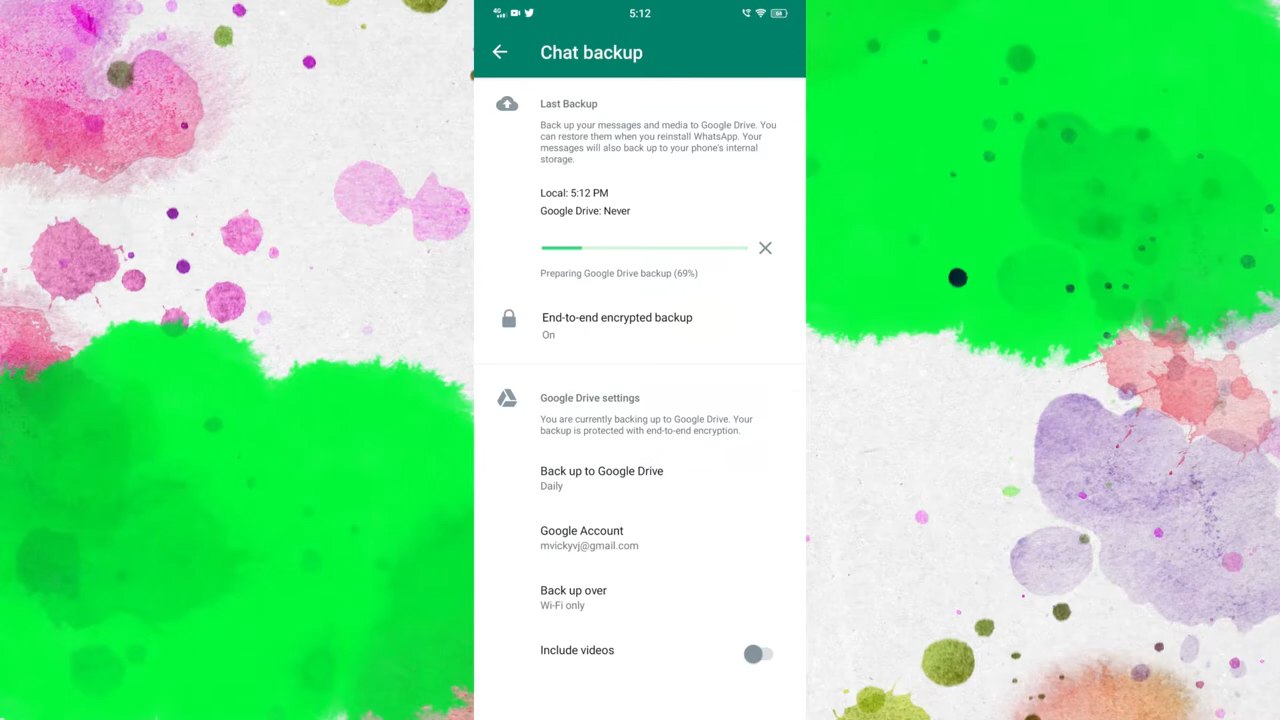 4G
5:12
64
Chat backup
Last Backup
Back up your messages and media to Google Drive. You
can restore them when you reinstall WhatsApp. Your
messages will also back up to your phone's internal
storage.
Local: 5:12 PM
Google Drive: Never
Preparing Google Drive backup (69%)
End-to-end encrypted backup
On
Google Drive settings
You are currently backing up to Google Drive. Your
backup is protected with end-to-end encryption.
Back up to Google Drive
Daily
Google Account
mvickyvj@gmail.com
Back up over
Wi-Fi only
Include videos